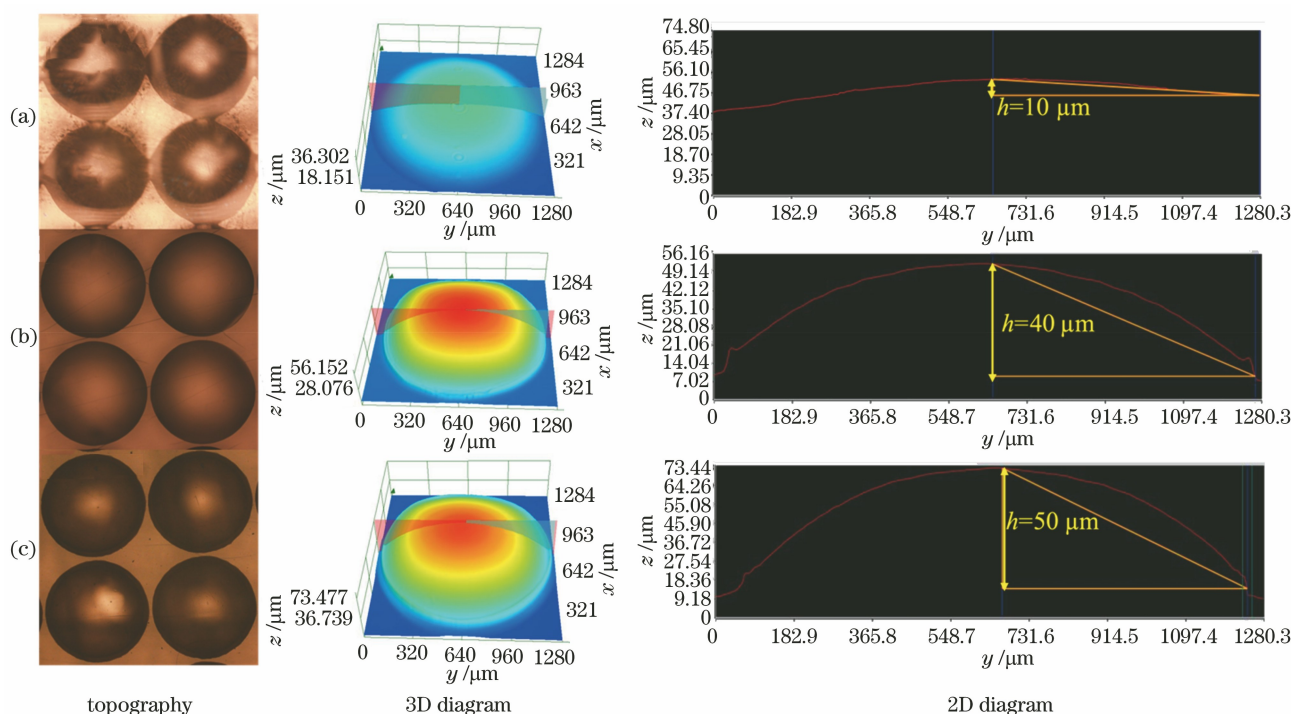 (a)
36.302
18.151
z /μm
1284
963
642
321
x /μm
0 320 640 960 1280
y /μm
74.80
65.45
56.10
46.75
37.40
28.05
18.70
9.35
0
z /μm
h=10 μm
0 182.9 365.8 548.7 731.6 914.5 1097.4 1280.3
y /μm
(b)
56.152
28.076
z /μm
1284
963
642
321
x /μm
0 320 640 960 1280
y /μm
56.16
49.14
42.12
35.10
28.08
21.06
14.04
7.02
0
z /μm
h=40 μm
0 182.9 365.8 548.7 731.6 914.5 1097.4 1280.3
y /μm
(c)
73.477
36.739
z /μm
1284
963
642
321
x /μm
0 320 640 960 1280
y /μm
73.44
64.26
55.08
45.90
36.72
27.54
18.36
9.18
0
z /μm
h=50 μm
0 182.9 365.8 548.7 731.6 914.5 1097.4 1280.3
y /μm
topography
3D diagram
2D diagram